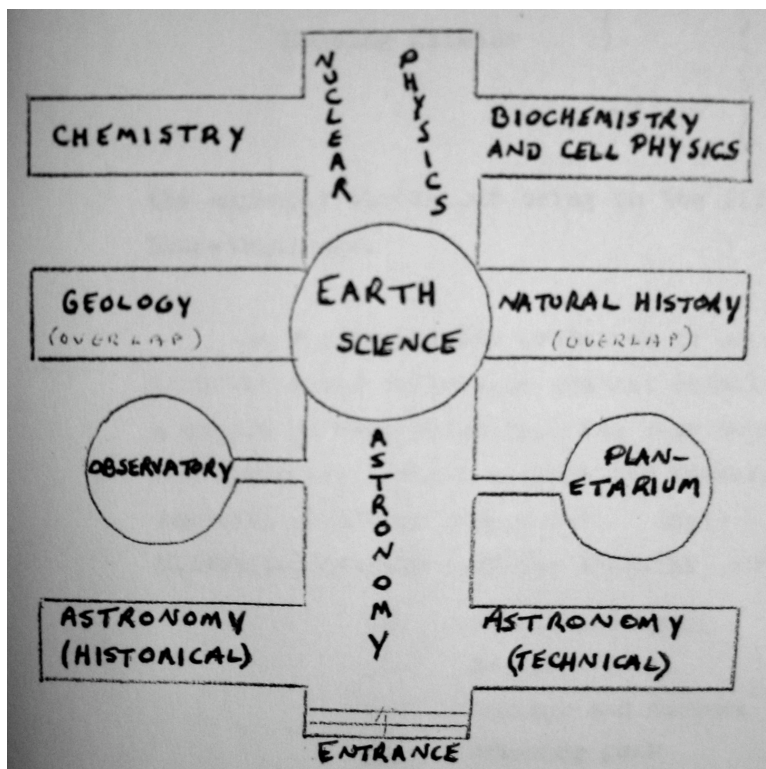 NUCLEAR
PHYSICS
CHEMISTRY
BIOCHEMISTRY
AND CELL PHYSICS
GEOLOGY
(OVERLAP)
EARTH
SCIENCE
NATURAL HISTORY
(OVERLAP)
OBSERVATORY
ASTRONOMY
PLAN-
ETARIUM
ASTRONOMY
(HISTORICAL)
ASTRONOMY
(TECHNICAL)
ENTRANCE